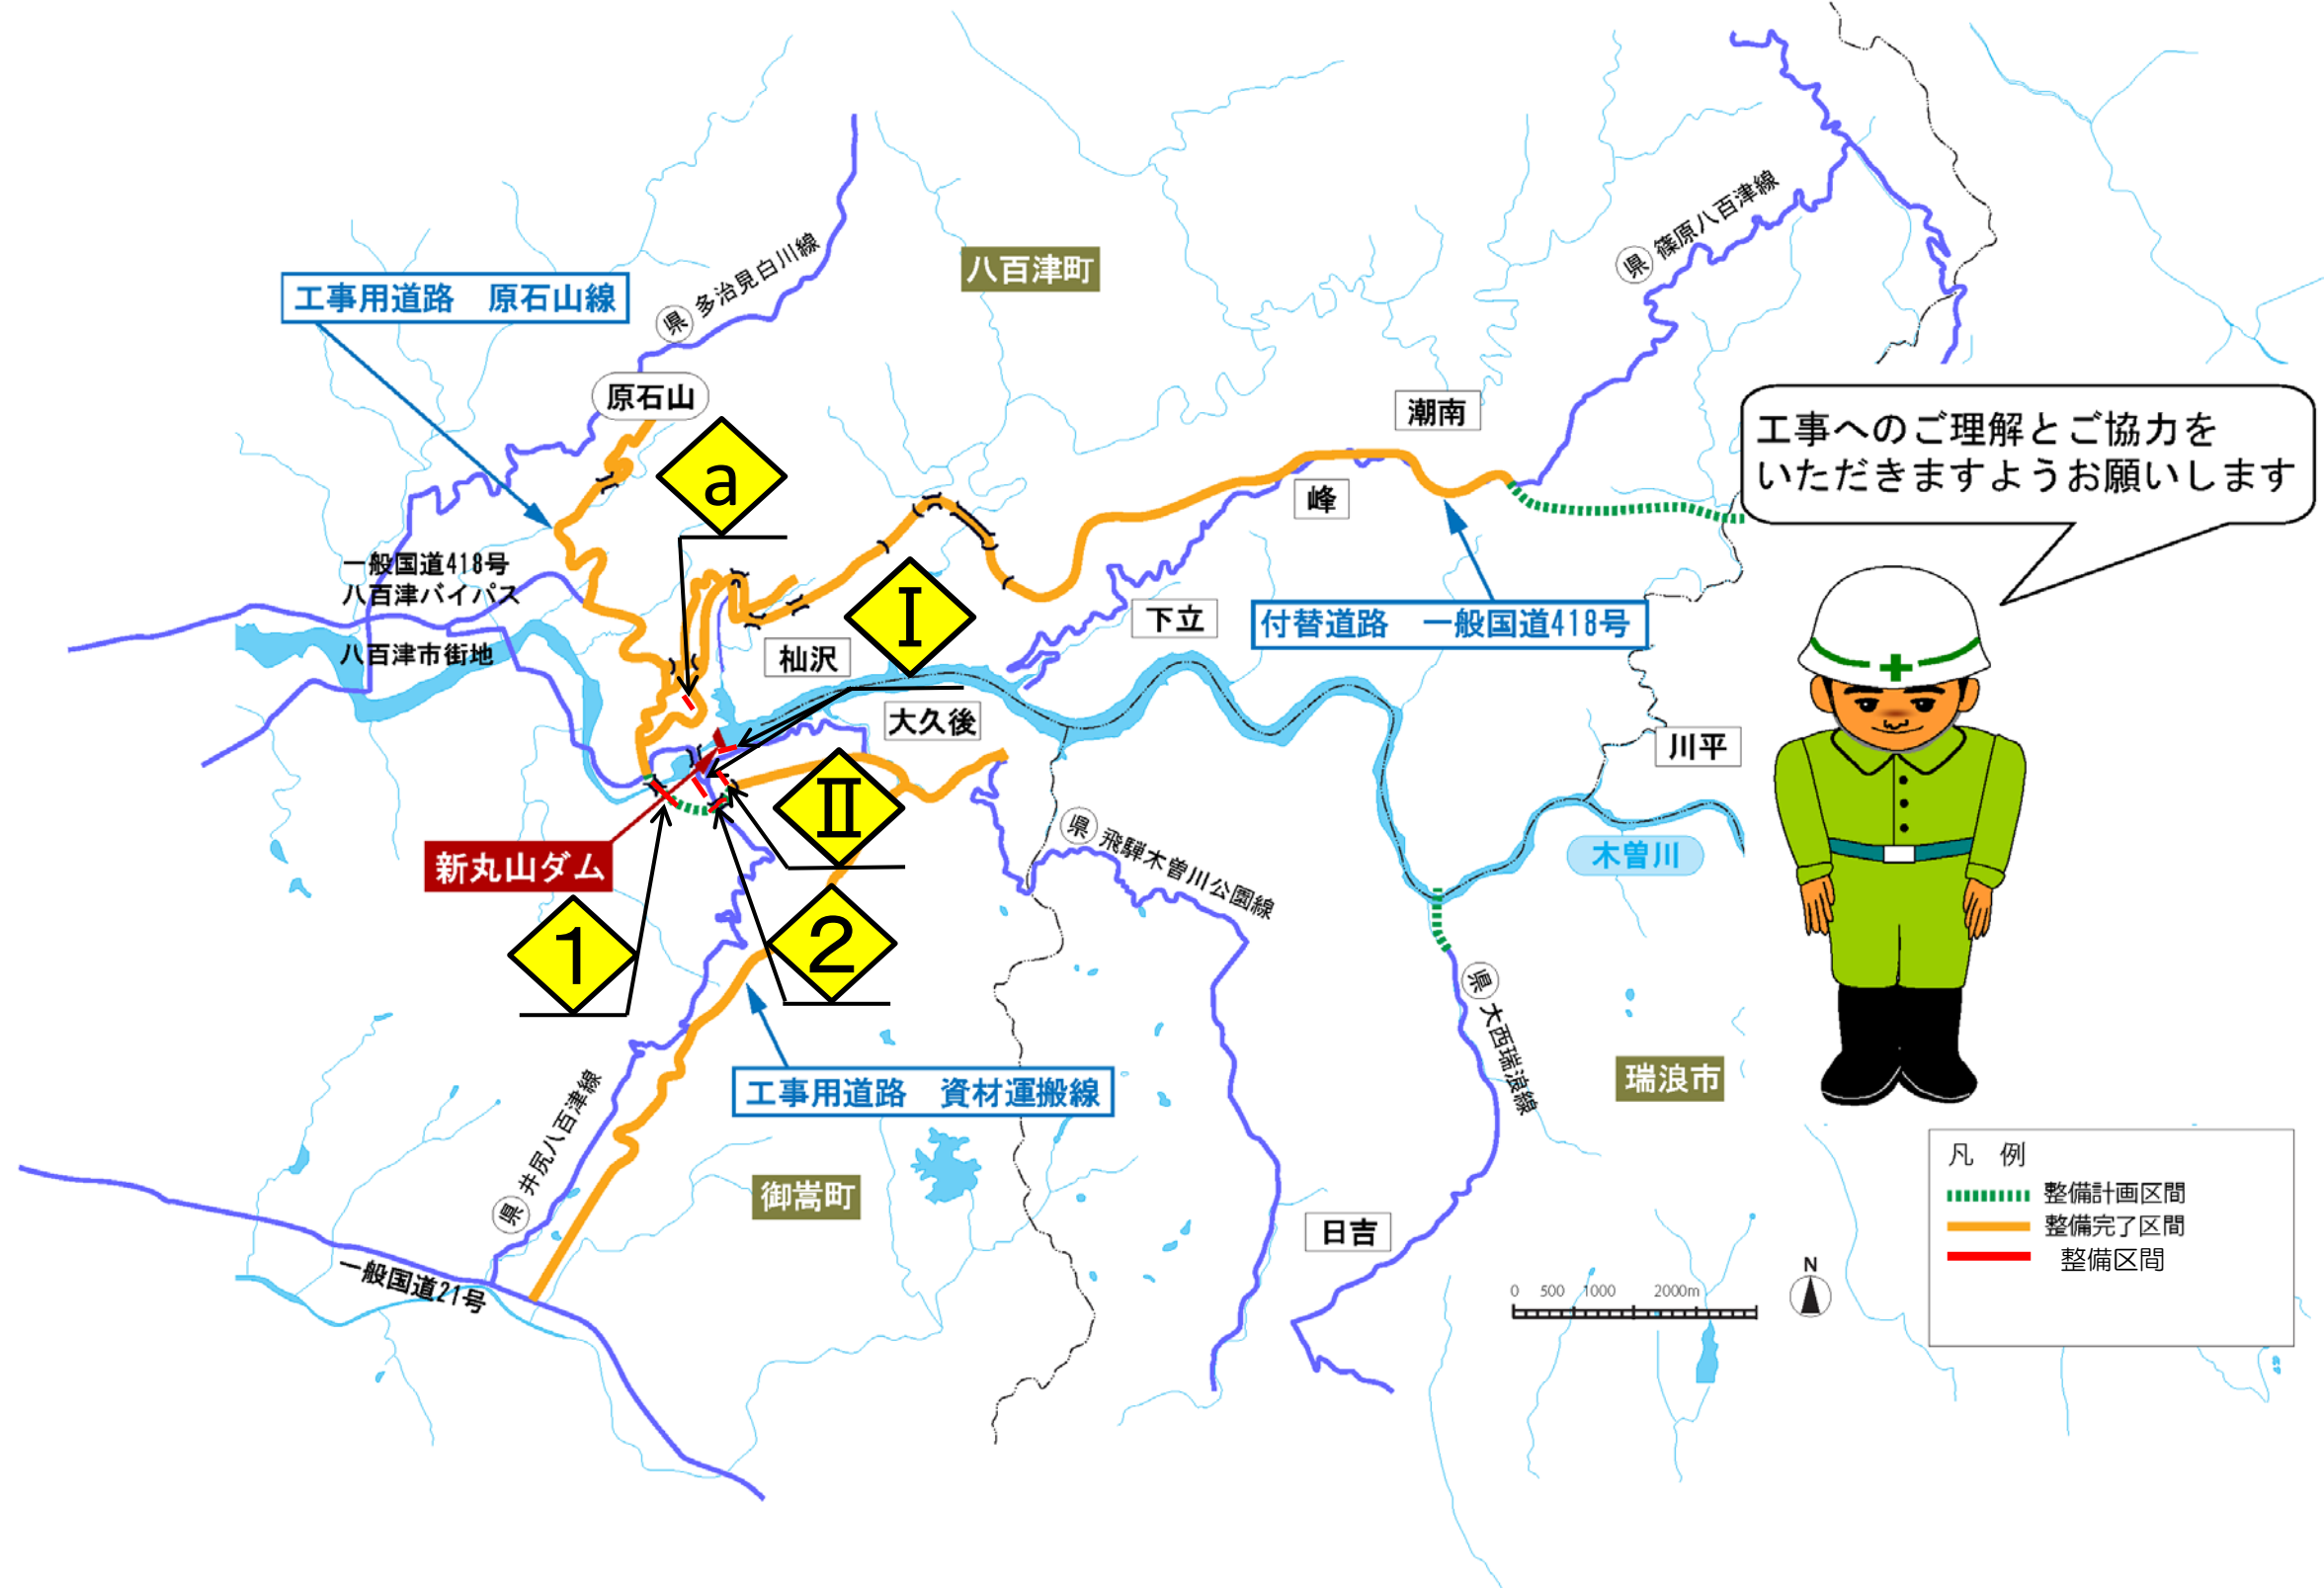 県 篠原八百津線
県 多治見白川線
八百津町
工事用道路　原石山線
原石山
潮南
工事へのご理解とご協力を
いただきますようお願いします
a
峰
一般国道418号
八百津バイパス
Ⅰ
下立
付替道路　一般国道418号
八百津市街地
杣沢
大久後
川平
Ⅱ
県 飛騨木曽川公園線
木曽川
新丸山ダム
1
2
県 大西瑞浪線
瑞浪市
工事用道路　資材運搬線
県 井尻八百津線
御嵩町
日吉
一般国道21号
凡　例
整備計画区間
整備完了区間
整備区間
0 500 1000 2000m
N